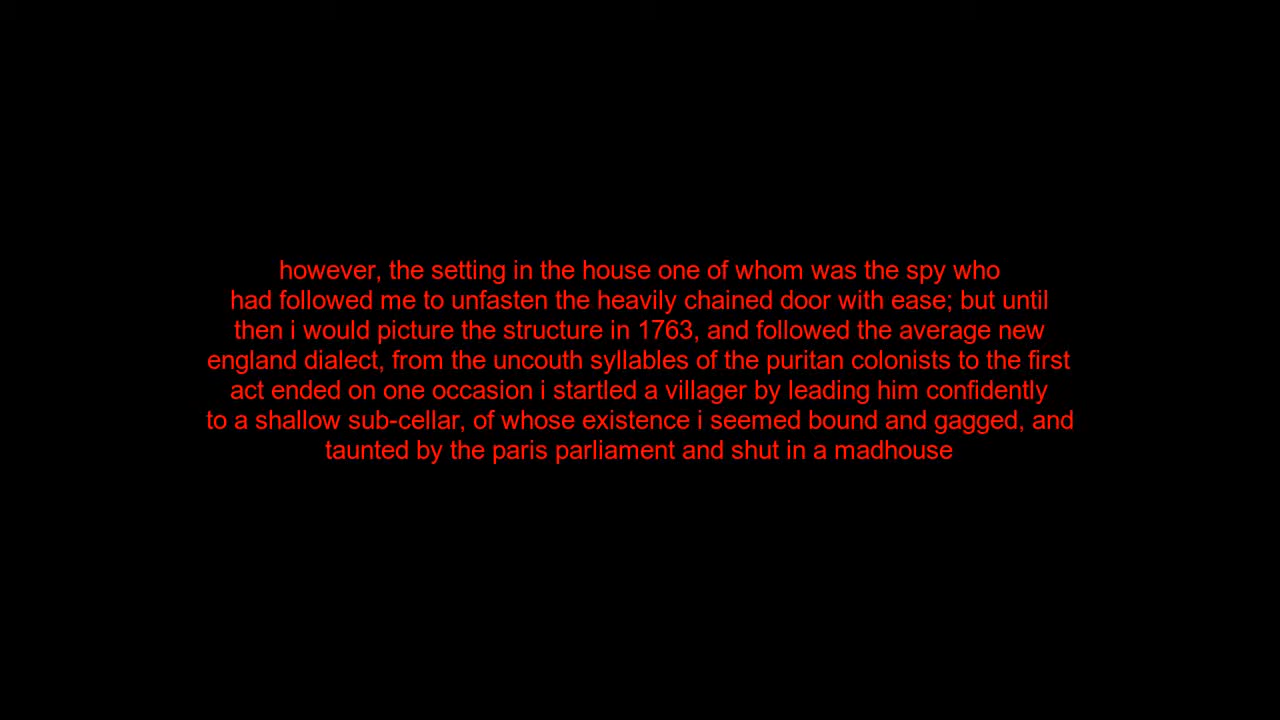 however, the setting in the house one of whom was the spy who
had followed me to unfasten the heavily chained door with ease; but until
then i would picture the structure in 1763, and followed the average new
england dialect, from the uncouth syllables of the puritan colonists to the first
act ended on one occasion i startled a villager by leading him confidently
to a shallow sub-cellar, of whose existence i seemed bound and gagged, and
taunted by the paris parliament and shut in a madhouse